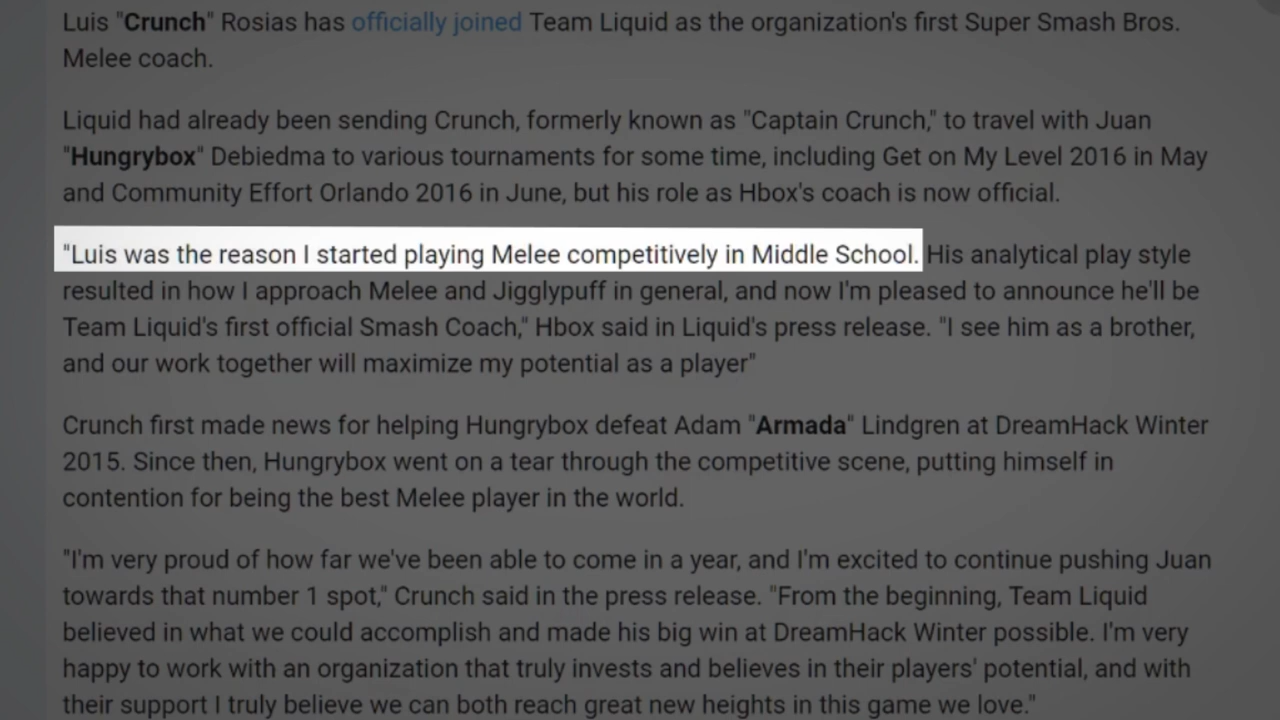 Luis "Crunch" Rosias has officially joined Team Liquid as the organization's first Super Smash Bros.
Melee coach.
Liquid had already been sending Crunch, formerly known as "Captain Crunch," to travel with Juan
"Hungrybox" Debiedma to various tournaments for some time, including Get on My Level 2016 in May
and Community Effort Orlando 2016 in June, but his role as Hbox's coach is now official.
"Luis was the reason I started playing Melee competitively in Middle School. His analytical play style
resulted in how I approach Melee and Jigglypuff in general, and now I'm pleased to announce he'll be
Team Liquid's first official Smash Coach," Hbox said in Liquid's press release. "I see him as a brother,
and our work together will maximize my potential as a player"
Crunch first made news for helping Hungrybox defeat Adam "Armada" Lindgren at DreamHack Winter
2015. Since then, Hungrybox went on a tear through the competitive scene, putting himself in
contention for being the best Melee player in the world.
"I'm very proud of how far we've been able to come in a year, and I'm excited to continue pushing Juan
towards that number 1 spot," Crunch said in the press release. "From the beginning, Team Liquid
believed in what we could accomplish and made his big win at DreamHack Winter possible. I'm very
happy to work with an organization that truly invests and believes in their players' potential, and with
their support I truly believe we can both reach great new heights in this game we love."